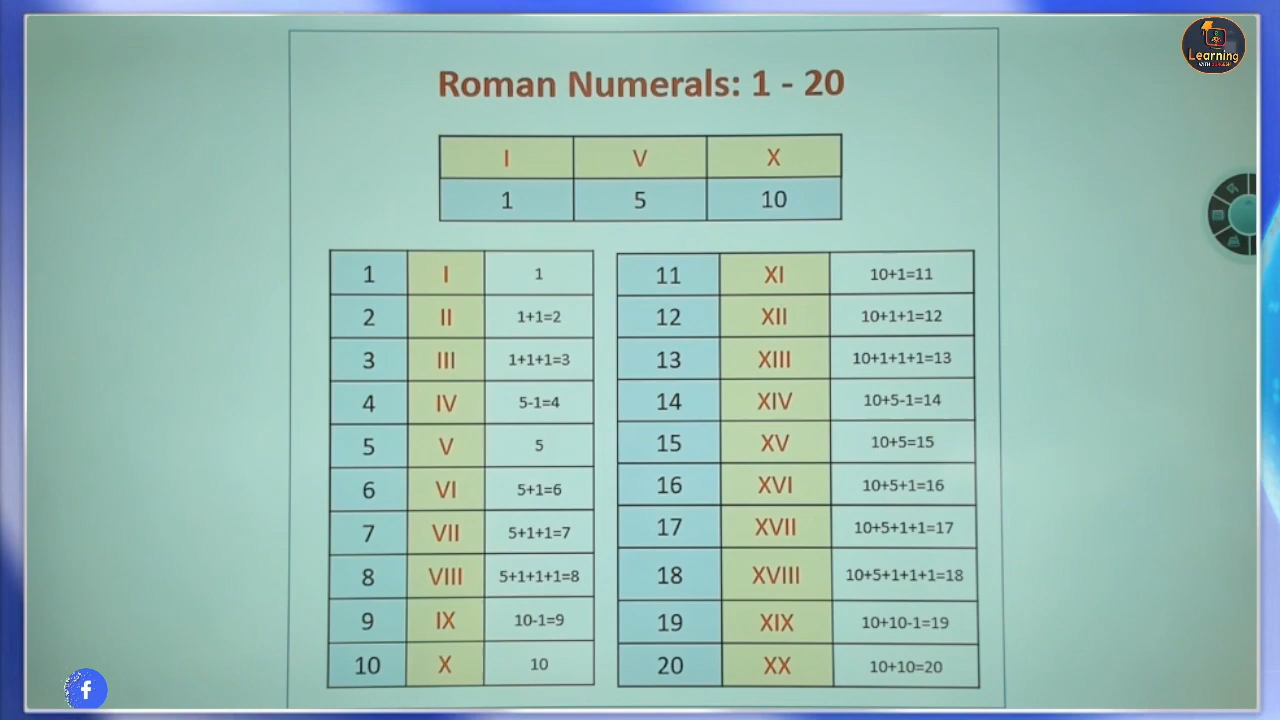 Learning
Roman Numerals: 1 - 20
I V X
1 5 10
1 I 1
2 II 1+1=2
3 III 1+1+1=3
4 IV 5-1=4
5 V 5
6 VI 5+1=6
7 VII 5+1+1=7
8 VIII 5+1+1+1=8
9 IX 10-1=9
10 X 10
11 XI 10+1=11
12 XII 10+1+1=12
13 XIII 10+1+1+1=13
14 XIV 10+5-1=14
15 XV 10+5=15
16 XVI 10+5+1=16
17 XVII 10+5+1+1=17
18 XVIII 10+5+1+1+1=18
19 XIX 10+10-1=19
20 XX 10+10=20
f